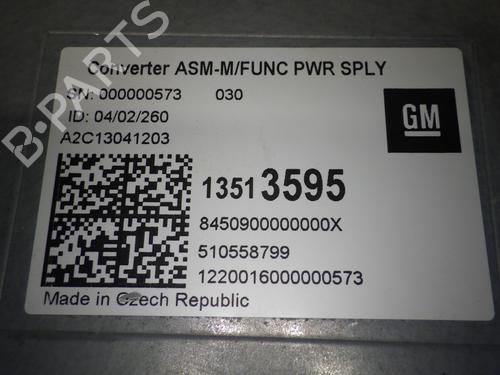 Converter ASM-M/FUNC PWR SPLY
SN: 000000573 030
ID: 04/02/260
A2C13041203
GM
13513595
8450900000000X
510558799
1220016000000573
Made in Czech Republic
B-PARTS